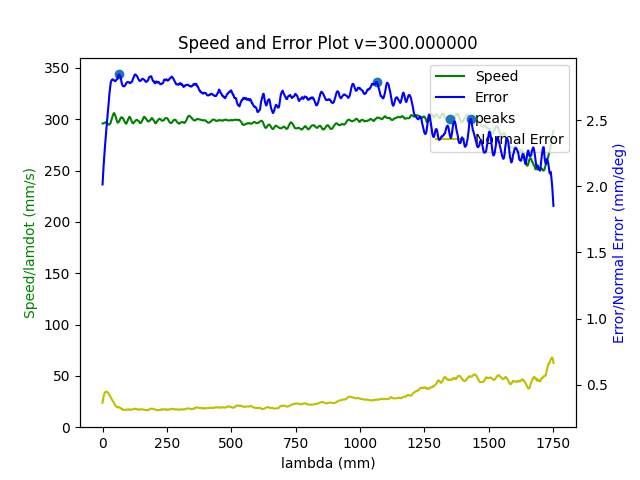 Speed and Error Plot v=300.000000
Speed
Error
peaks
Normal Error
350
300
250
200
150
100
50
0
2.5
2.0
1.5
1.0
0.5
Speed/lamdot (mm/s)
Error/Normal Error (mm/deg)
0 250 500 750 1000 1250 1500 1750
lambda (mm)